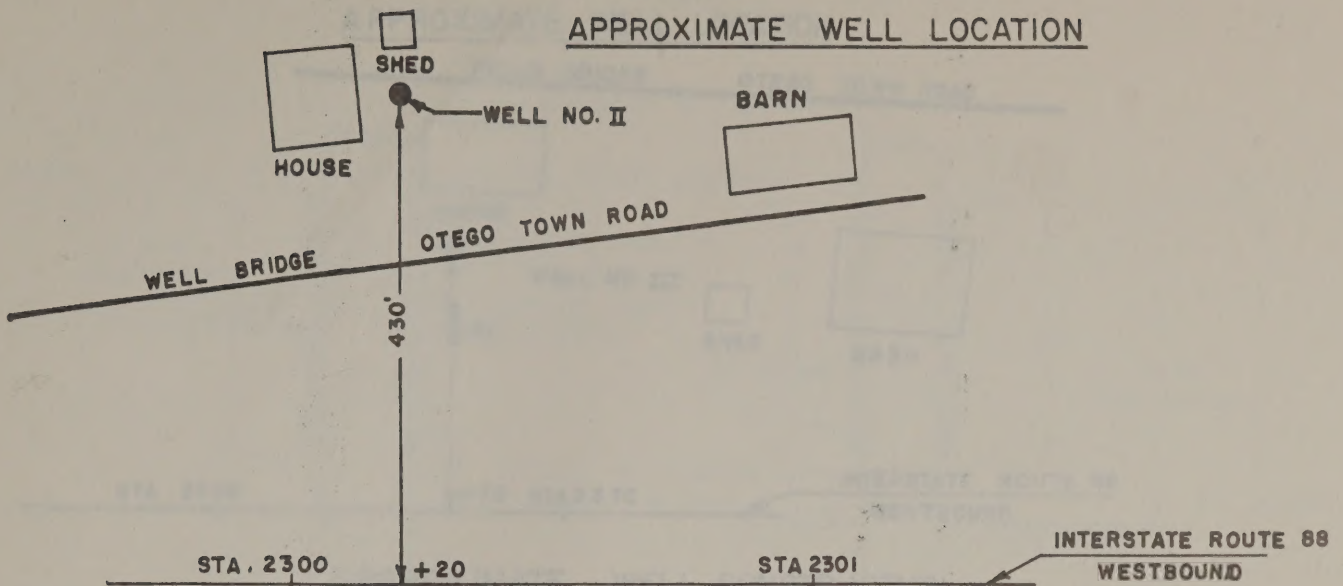 APPROXIMATE WELL LOCATION
SHED
WELL NO. II
BARN
HOUSE
WELL BRIDGE OTEGO TOWN ROAD
430'
INTERSTATE ROUTE 88
WESTBOUND
STA. 2300 +20 STA 2301